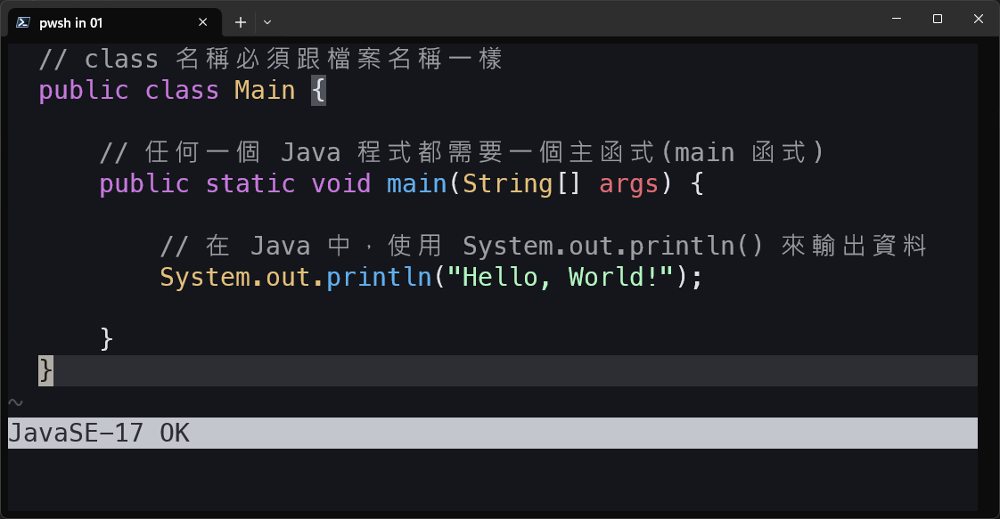 pwsh in 01
// class 名稱必須跟檔案名稱一樣
public class Main {
// 任何一個 Java 程式都需要一個主函式(main 函式)
public static void main(String[] args) {
// 在 Java 中，使用 System.out.println() 來輸出資料
System.out.println("Hello, World!");
}
}
~
JavaSE-17 OK